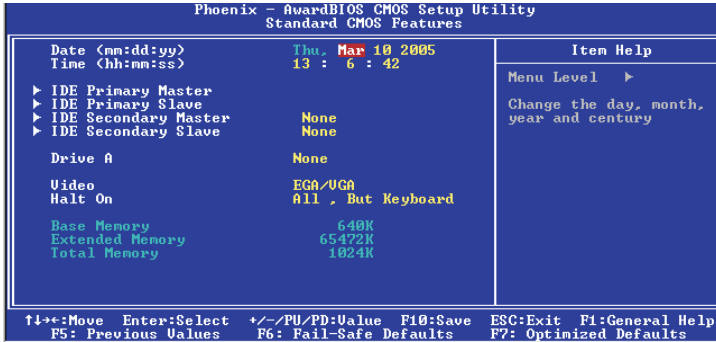 Phoenix - AwardBIOS CMOS Setup Utility
Standard CMOS Features
Date (mm:dd:yy) Thu, Mar 10 2005
Time (hh:mm:ss) 13 : 6 : 42
▶ IDE Primary Master
▶ IDE Primary Slave
▶ IDE Secondary Master None
▶ IDE Secondary Slave None
Drive A None
Video EGA/VGA
Halt On All , But Keyboard
Base Memory 640K
Extended Memory 65472K
Total Memory 1024K
Item Help
Menu Level ▶
Change the day, month,
year and century
↑↓→←:Move Enter:Select +/-/PU/PD:Value F10:Save ESC:Exit F1:General Help
F5: Previous Values F6: Fail-Safe Defaults F7: Optimized Defaults